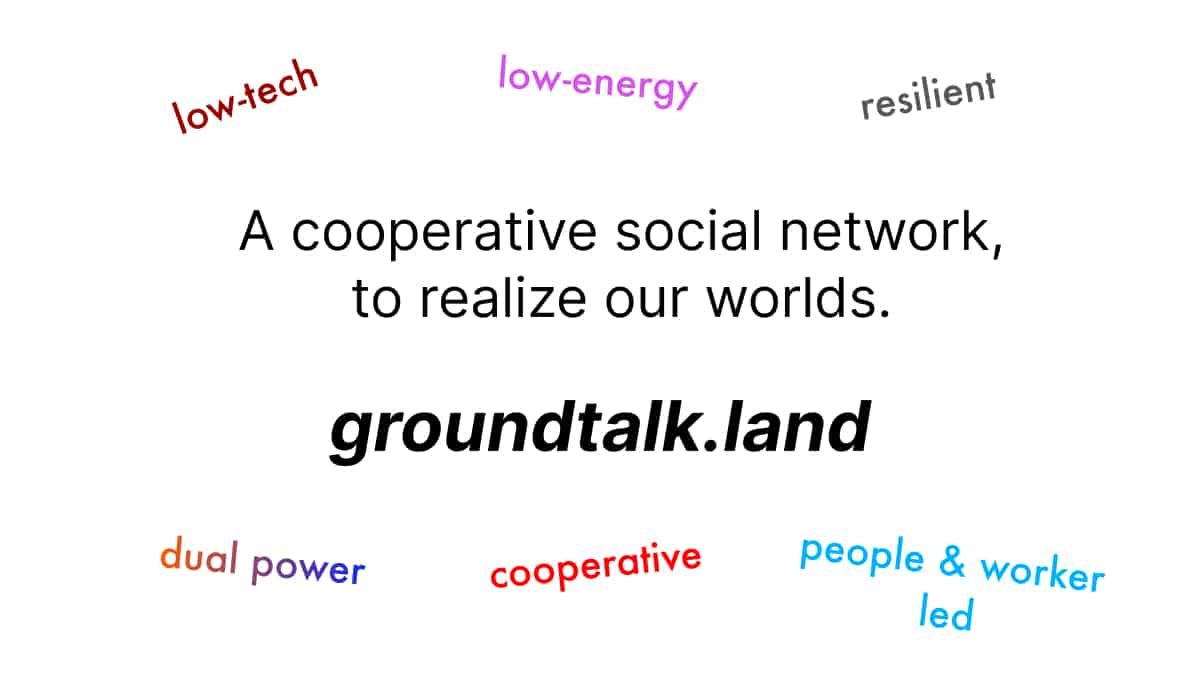 low-tech
low-energy
resilient
A cooperative social network,
to realize our worlds.
groundtalk.land
dual power
cooperative
people & worker
led